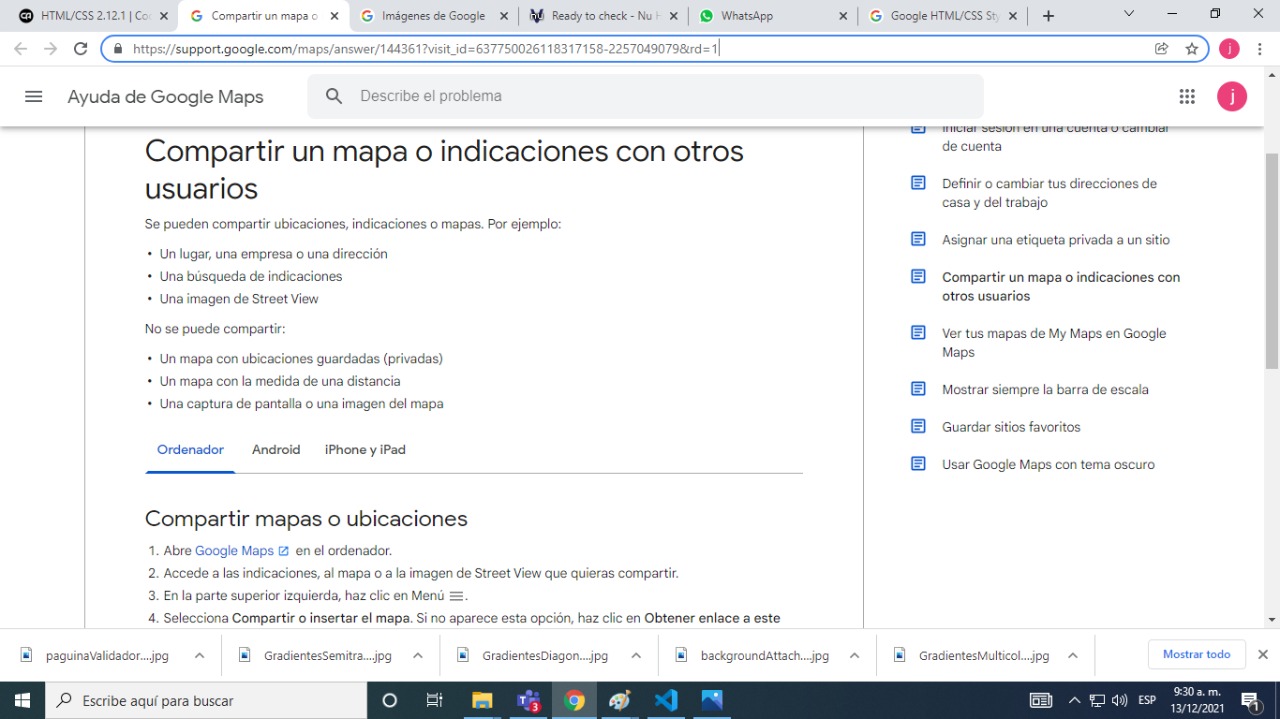 HTML/CSS 2.12.1 | Co
Compartir un mapa o
Imágenes de Google
Ready to check - Nu H
WhatsApp
Google HTML/CSS Sty
https://support.google.com/maps/answer/144361?visit_id=637750026118317158-2257049079&rd=1
j
Ayuda de Google Maps
Describe el problema
j
Compartir un mapa o indicaciones con otros
usuarios
Se pueden compartir ubicaciones, indicaciones o mapas. Por ejemplo:
• Un lugar, una empresa o una dirección
• Una búsqueda de indicaciones
• Una imagen de Street View
No se puede compartir:
• Un mapa con ubicaciones guardadas (privadas)
• Un mapa con la medida de una distancia
• Una captura de pantalla o una imagen del mapa
Ordenador
Android
iPhone y iPad
Compartir mapas o ubicaciones
1. Abre Google Maps en el ordenador.
2. Accede a las indicaciones, al mapa o a la imagen de Street View que quieras compartir.
3. En la parte superior izquierda, haz clic en Menú .
4. Selecciona Compartir o insertar el mapa. Si no aparece esta opción, haz clic en Obtener enlace a este
Iniciar sesión en una cuenta o cambiar
de cuenta
Definir o cambiar tus direcciones de
casa y del trabajo
Asignar una etiqueta privada a un sitio
Compartir un mapa o indicaciones con
otros usuarios
Ver tus mapas de My Maps en Google
Maps
Mostrar siempre la barra de escala
Guardar sitios favoritos
Usar Google Maps con tema oscuro
paguinaValidador....jpg
GradientesSemitra....jpg
GradientesDiagon....jpg
backgroundAttach....jpg
GradientesMulticol....jpg
Mostrar todo
Escribe aquí para buscar
3
ESP
9:30 a. m.
13/12/2021
1